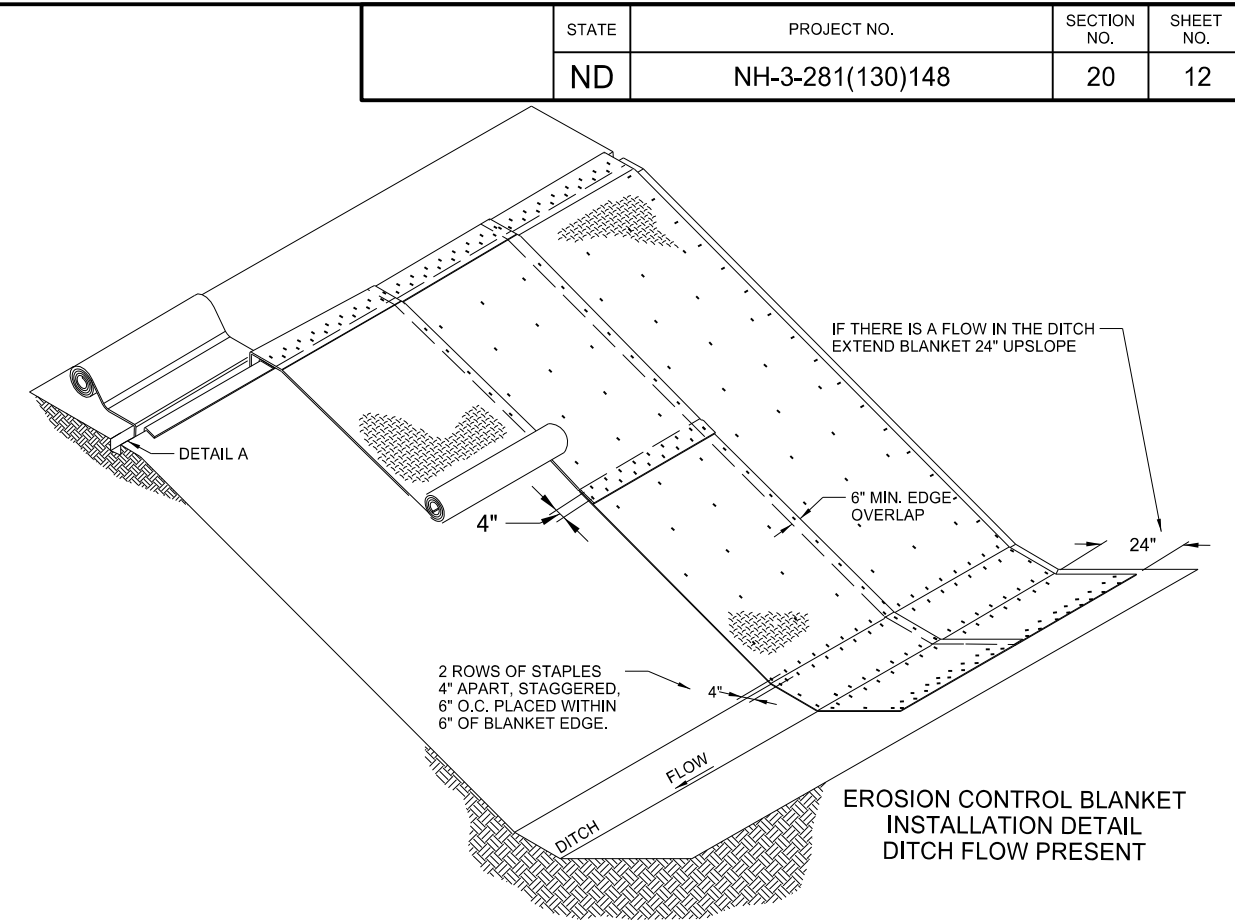 STATE
PROJECT NO.
SECTION
NO.
SHEET
NO.
ND
NH-3-281(130)148
20
12
IF THERE IS A FLOW IN THE DITCH
EXTEND BLANKET 24" UPSLOPE
DETAIL A
4"
6" MIN. EDGE
OVERLAP
24"
2 ROWS OF STAPLES
4" APART, STAGGERED,
6" O.C. PLACED WITHIN
6" OF BLANKET EDGE.
4"
FLOW
DITCH
EROSION CONTROL BLANKET
INSTALLATION DETAIL
DITCH FLOW PRESENT